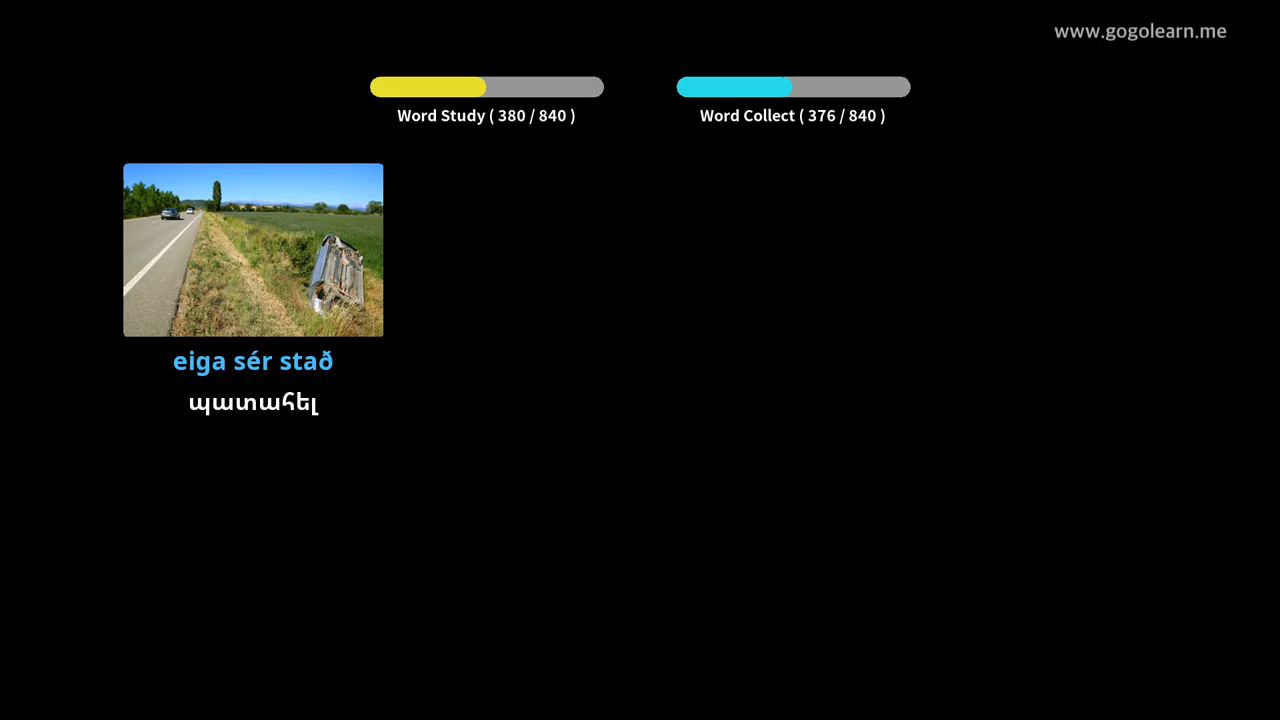 www.gogolearn.me
Word Study ( 380 / 840 )
Word Collect ( 376 / 840 )
eiga sér stað
պատահել